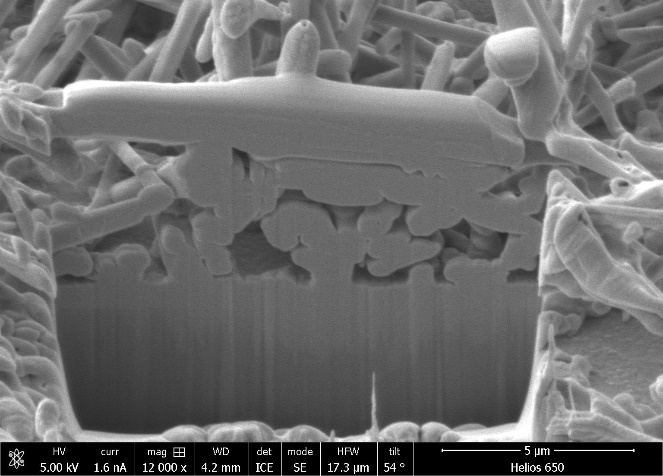 HV curr mag WD det mode HFW tilt 5 µm
5.00 kV 1.6 nA 12 000 x 4.2 mm ICE SE 17.3 µm 54 ° Helios 650